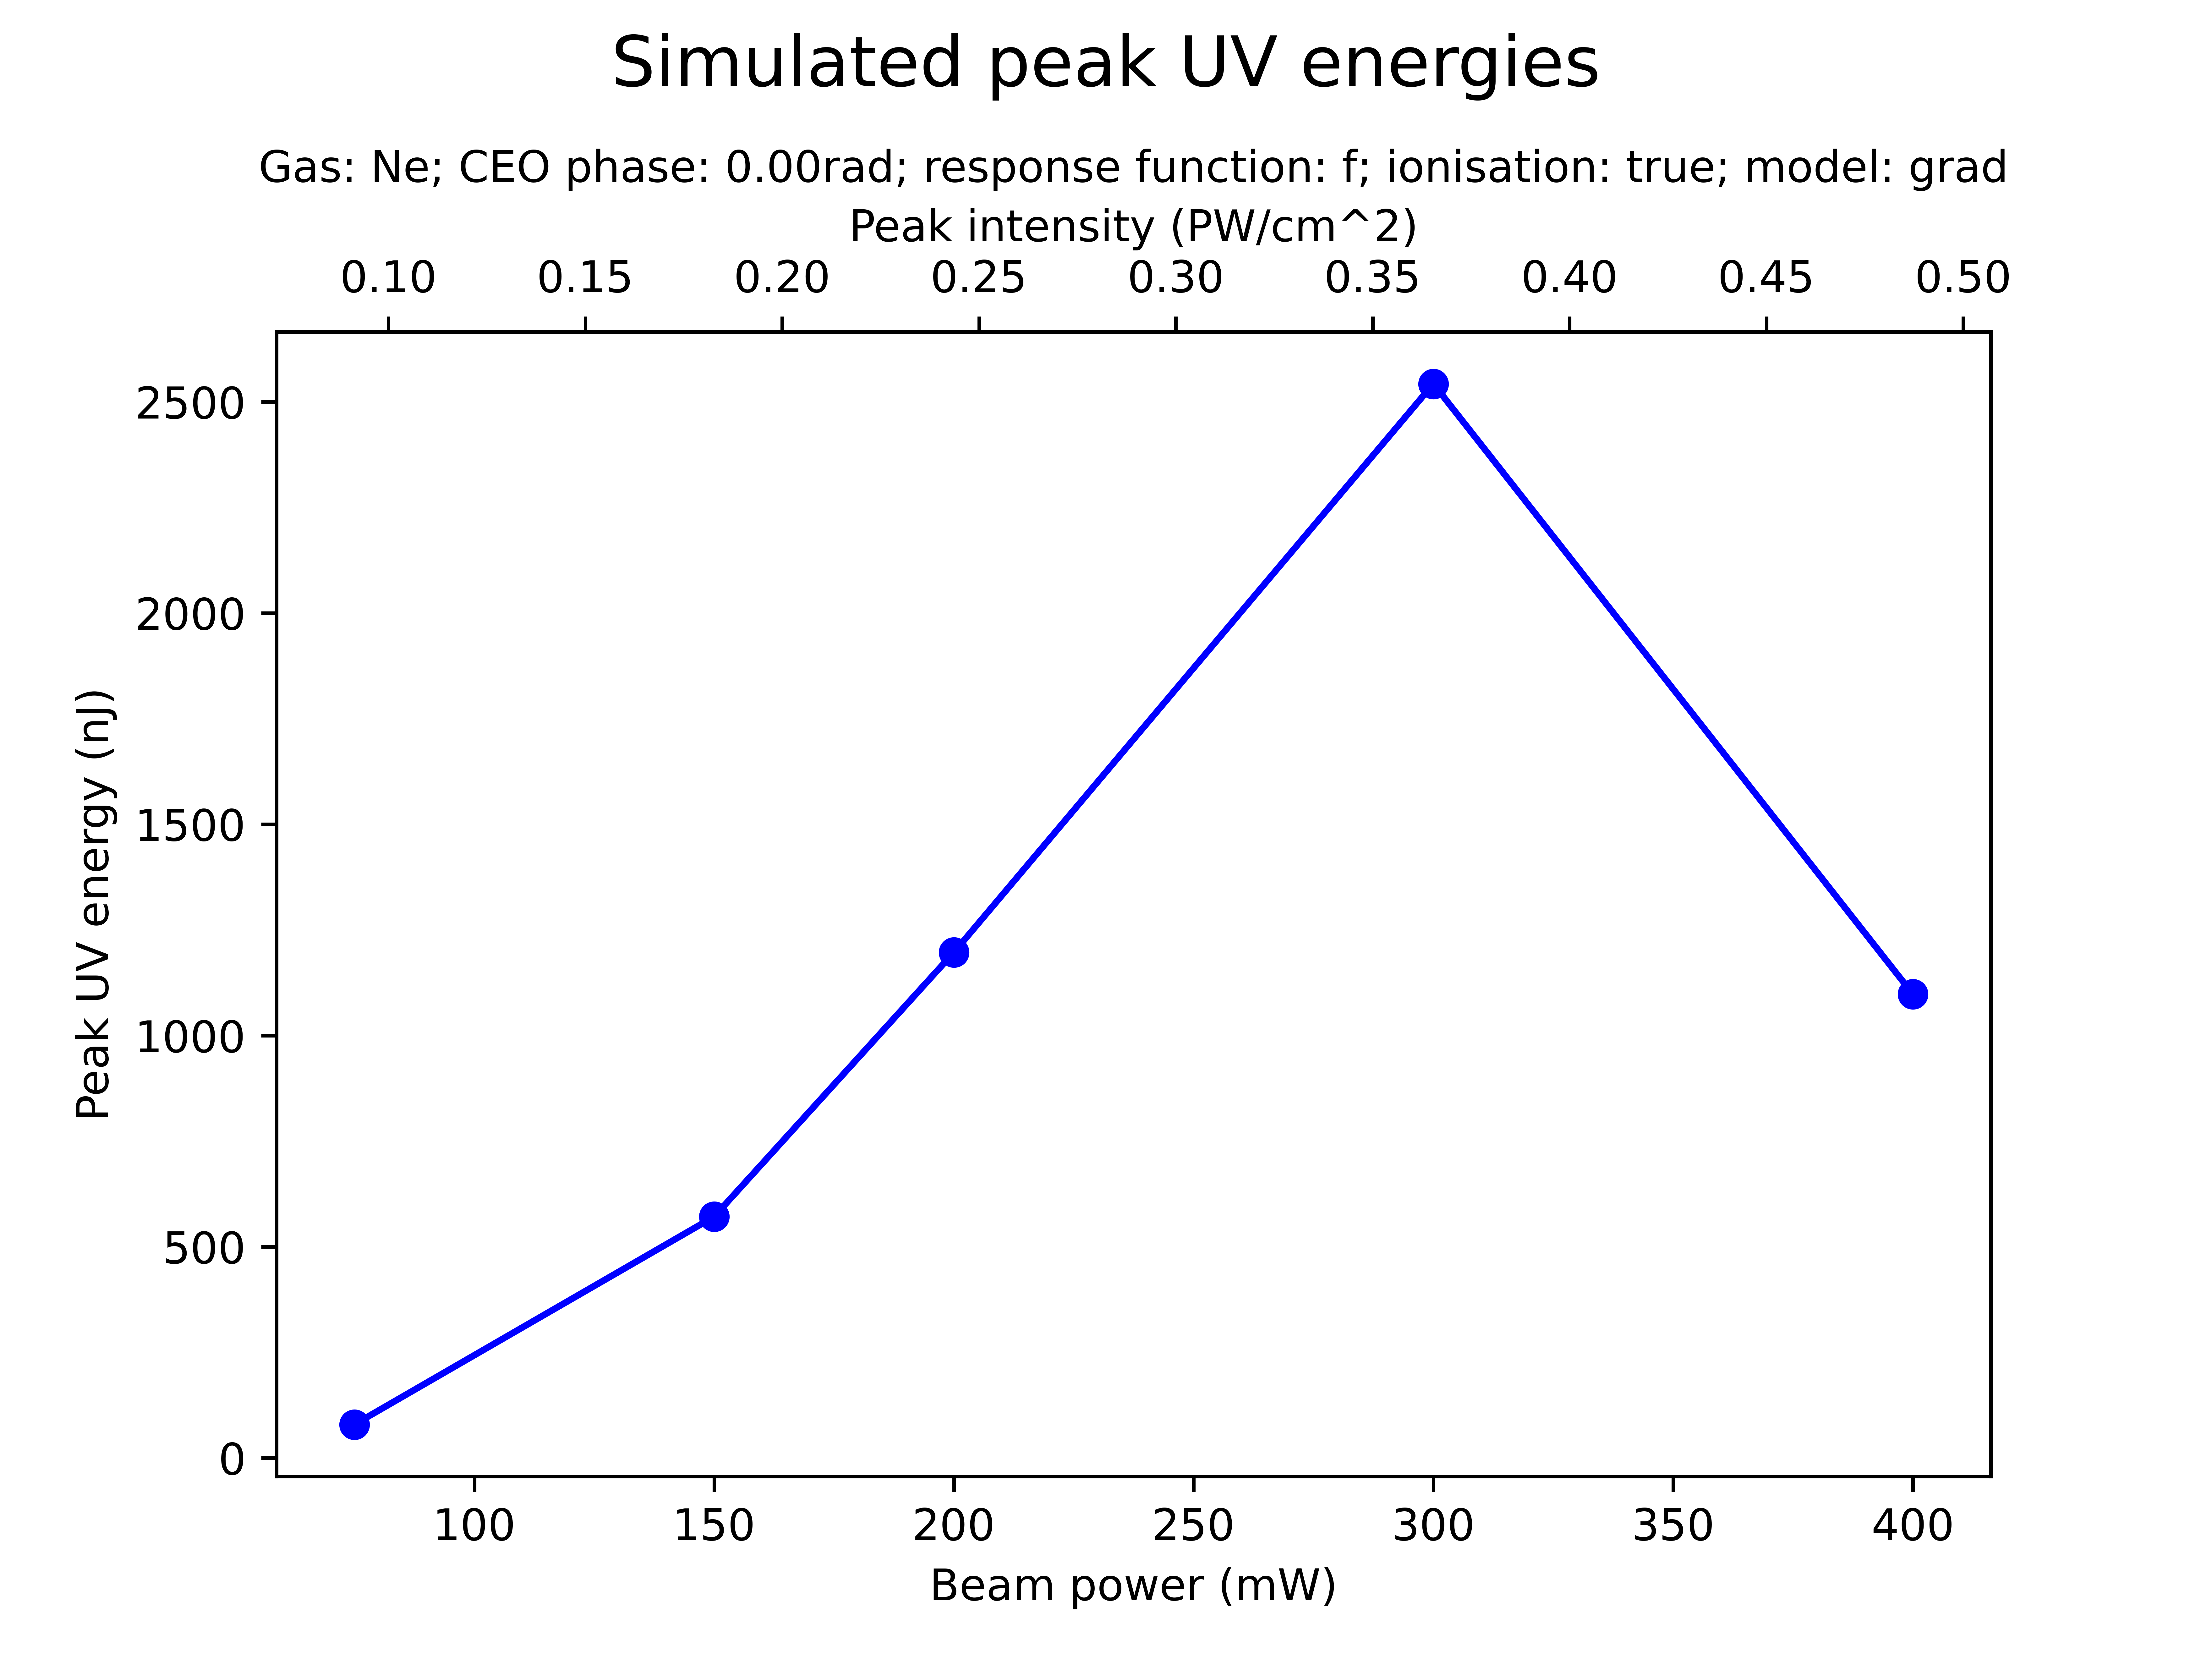 Simulated peak UV energies
Gas: Ne; CEO phase: 0.00rad; response function: f; ionisation: true; model: grad
Peak intensity (PW/cm^2)
0.10 0.15 0.20 0.25 0.30 0.35 0.40 0.45 0.50
2500
2000
1500
1000
500
0
Peak UV energy (nJ)
100 150 200 250 300 350 400
Beam power (mW)